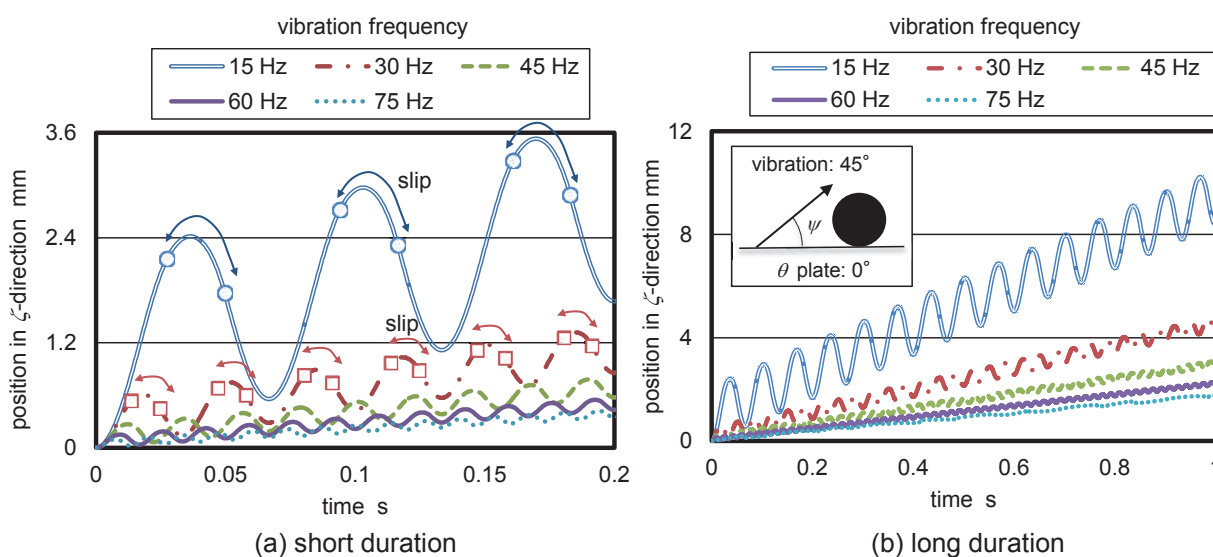 vibration frequency
15 Hz 30 Hz 45 Hz
60 Hz 75 Hz
position in ζ-direction mm
3.6
2.4
1.2
0
slip
slip
0 0.05 0.1 0.15 0.2
time s
(a) short duration
vibration frequency
15 Hz 30 Hz 45 Hz
60 Hz 75 Hz
position in ζ-direction mm
12
8
4
0
vibration: 45°
ψ
θ plate: 0°
0 0.2 0.4 0.6 0.8 1
time s
(b) long duration